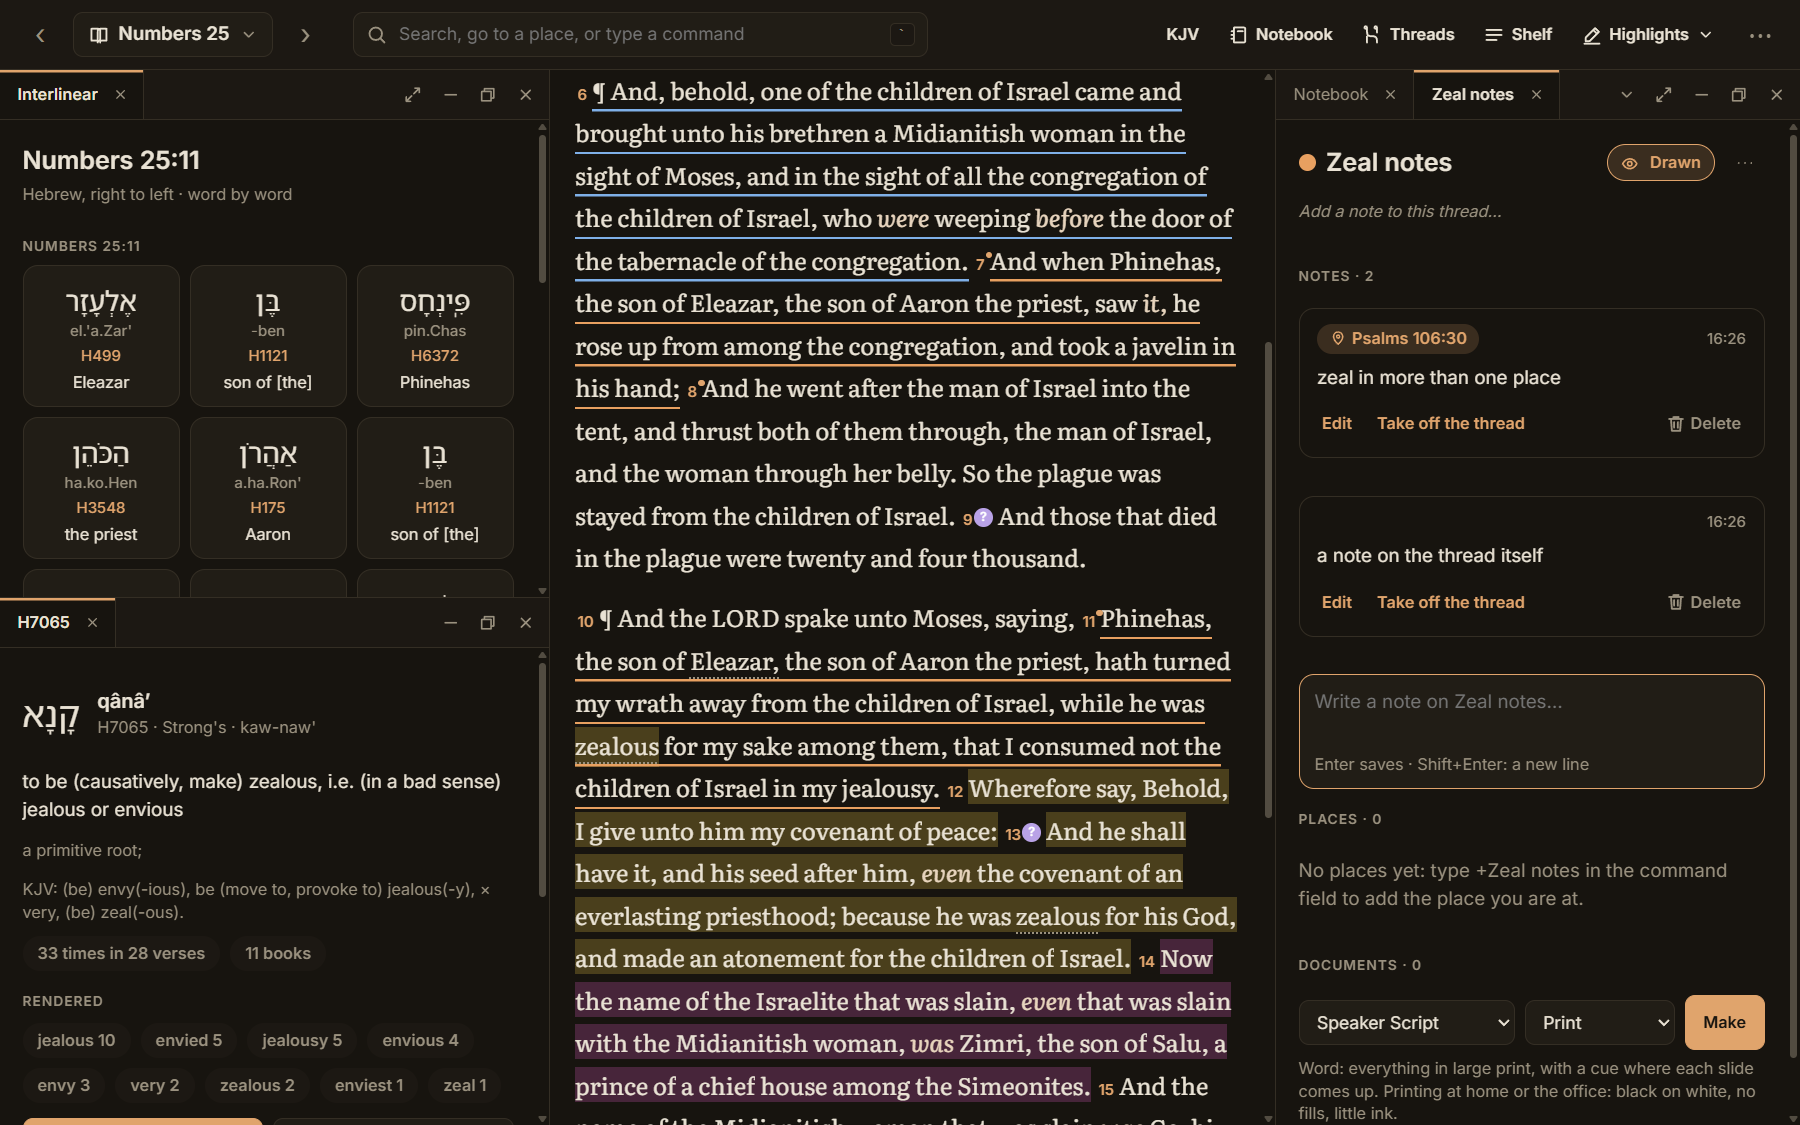 Numbers 25
Search, go to a place, or type a command
`
KJV
Notebook
Threads
Shelf
Highlights
Interlinear
Numbers 25:11
Hebrew, right to left · word by word
NUMBERS 25:11
אֶלְעָזָר
בֶּן
פִּינְחָס
el.'a.Zar'
-ben
pin.Chas
H499
H1121
H6372
Eleazar
son of [the]
Phinehas
הַכֹּהֵן
אַהֲרֹן
בֶּן
ha.ko.Hen
a.ha.Ron'
-ben
H3548
H175
H1121
the priest
Aaron
son of [the]
H7065
קָנָא
qânâʼ
H7065 · Strong's · kaw-naw'
to be (causatively, make) zealous, i.e. (in a bad sense)
jealous or envious
a primitive root;
KJV: (be) envy(-ious), be (move to, provoke to) jealous(-y), ×
very, (be) zeal(-ous).
33 times in 28 verses
11 books
RENDERED
jealous 10
envied 5
jealousy 5
envious 4
envy 3
very 2
zealous 2
enviest 1
zeal 1
6 ¶ And, behold, one of the children of Israel came and
brought unto his brethren a Midianitish woman in the
sight of Moses, and in the sight of all the congregation of
the children of Israel, who were weeping before the door of
the tabernacle of the congregation. 7 And when Phinehas,
the son of Eleazar, the son of Aaron the priest, saw it, he
rose up from among the congregation, and took a javelin in
his hand; 8 And he went after the man of Israel into the
tent, and thrust both of them through, the man of Israel,
and the woman through her belly. So the plague was
stayed from the children of Israel. 9 ? And those that died
in the plague were twenty and four thousand.
10 ¶ And the LORD spake unto Moses, saying, 11 Phinehas,
the son of Eleazar, the son of Aaron the priest, hath turned
my wrath away from the children of Israel, while he was
zealous for my sake among them, that I consumed not the
children of Israel in my jealousy. 12 Wherefore say, Behold,
I give unto him my covenant of peace: 13 ? And he shall
have it, and his seed after him, even the covenant of an
everlasting priesthood; because he was zealous for his God,
and made an atonement for the children of Israel. 14 Now
the name of the Israelite that was slain, even that was slain
with the Midianitish woman, was Zimri, the son of Salu, a
prince of a chief house among the Simeonites. 15 And the
Notebook
Zeal notes
Zeal notes
Drawn
Add a note to this thread...
NOTES · 2
Psalms 106:30
16:26
zeal in more than one place
Edit
Take off the thread
Delete
16:26
a note on the thread itself
Edit
Take off the thread
Delete
Write a note on Zeal notes...
Enter saves · Shift+Enter: a new line
PLACES · 0
No places yet: type +Zeal notes in the command
field to add the place you are at.
DOCUMENTS · 0
Speaker Script
Print
Make
Word: everything in large print, with a cue where each slide
comes up. Printing at home or the office: black on white, no
fills, little ink.